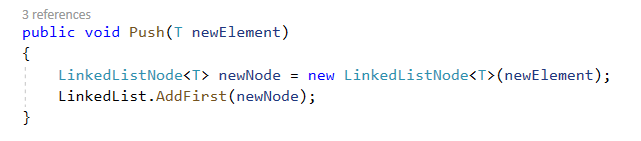 3 references
public void Push(T newElement)
{
    LinkedListNode<T> newNode = new LinkedListNode<T>(newElement);
    LinkedList.AddFirst(newNode);
}